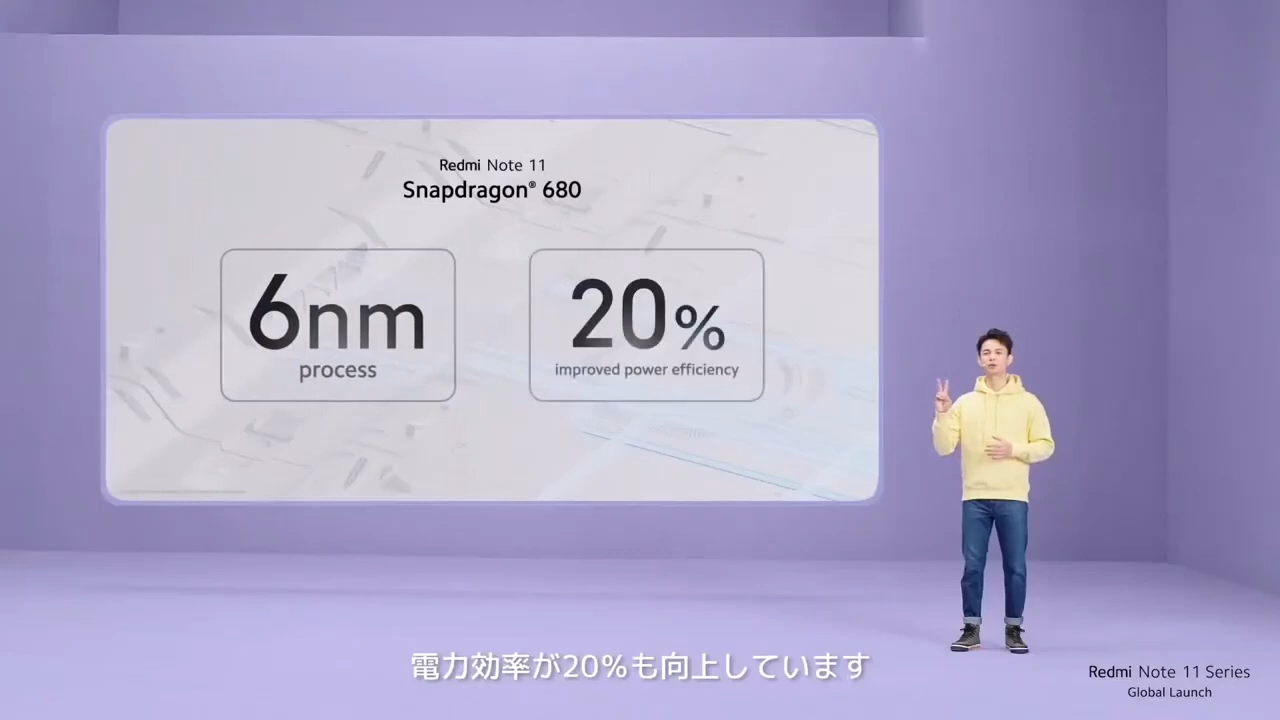 Redmi Note 11
Snapdragon® 680
6nm
process
20%
improved power efficiency
電力効率が20%も向上しています
Redmi Note 11 Series
Global Launch